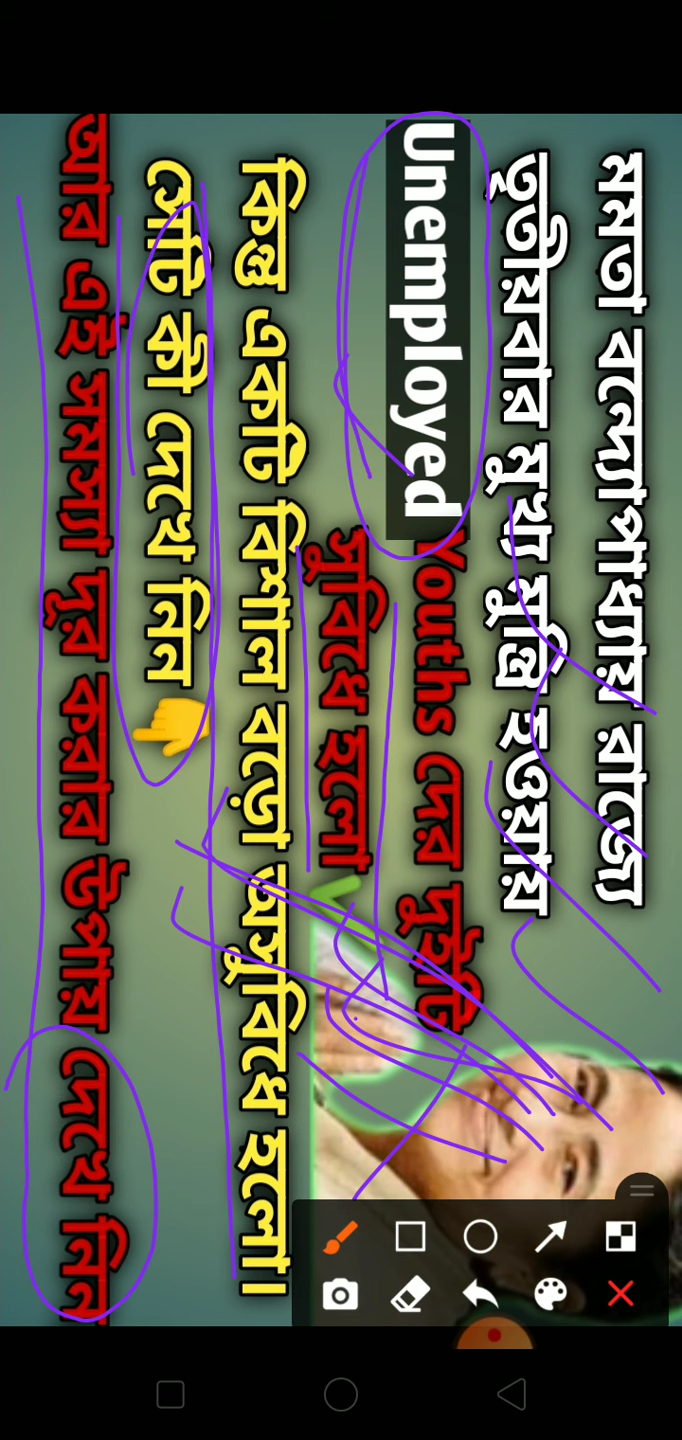 মমতা বন্দ্যোপাধ্যায় রাজ্যে
তৃতীয়বার মুখ্য মন্ত্রি হওয়ায়
Unemployed Youths দের দুইটি
সুবিধে হলো
কিন্তু একটি বিশাল বড়ো অসুবিধে হলো।
সেটি কী দেখে নিন
আর এই সমস্যা দূর করার উপায় দেখে নিন